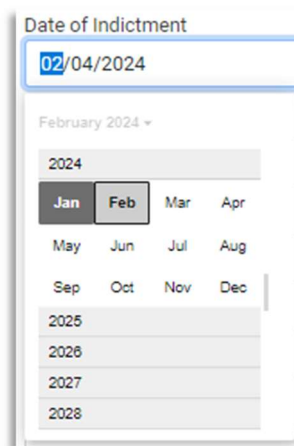 Date of Indictment
02/04/2024
February 2024
2024
Jan Feb Mar Apr
May Jun Jul Aug
Sep Oct Nov Dec
2025
2026
2027
2028